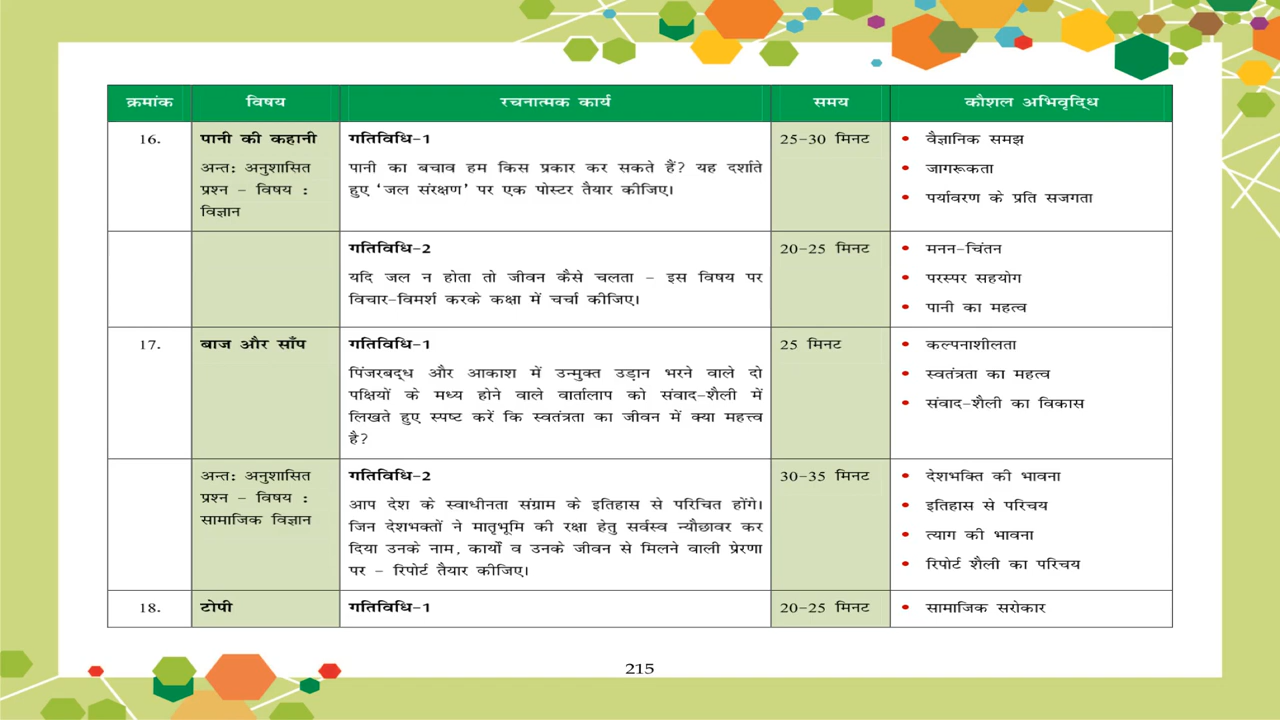 क्रमांक विषय रचनात्मक कार्य समय कौशल अभिवृद्धि
16. पानी की कहानी गतिविधि-1 25-30 मिनट • वैज्ञानिक समझ
अन्त: अनुशासित पानी का बचाव हम किस प्रकार कर सकते हैं? यह दर्शाते • जागरूकता
प्रश्न – विषय : हुए ‘जल संरक्षण’ पर एक पोस्टर तैयार कीजिए। • पर्यावरण के प्रति सजगता
विज्ञान
गतिविधि-2 20-25 मिनट • मनन-चिंतन
यदि जल न होता तो जीवन कैसे चलता – इस विषय पर • परस्पर सहयोग
विचार-विमर्श करके कक्षा में चर्चा कीजिए। • पानी का महत्व
17. बाज और साँप गतिविधि-1 25 मिनट • कल्पनाशीलता
पिंजरबद्ध और आकाश में उन्मुक्त उड़ान भरने वाले दो • स्वतंत्रता का महत्व
पक्षियों के मध्य होने वाले वार्तालाप को संवाद-शैली में • संवाद-शैली का विकास
लिखते हुए स्पष्ट करें कि स्वतंत्रता का जीवन में क्या महत्त्व
है?
अन्त: अनुशासित गतिविधि-2 30-35 मिनट • देशभक्ति की भावना
प्रश्न – विषय : आप देश के स्वाधीनता संग्राम के इतिहास से परिचित होंगे। • इतिहास से परिचय
सामाजिक विज्ञान जिन देशभक्तों ने मातृभूमि की रक्षा हेतु सर्वस्व न्यौछावर कर • त्याग की भावना
दिया उनके नाम, कार्यों व उनके जीवन से मिलने वाली प्रेरणा • रिपोर्ट शैली का परिचय
पर – रिपोर्ट तैयार कीजिए।
18. टोपी गतिविधि-1 20-25 मिनट • सामाजिक सरोकार
215